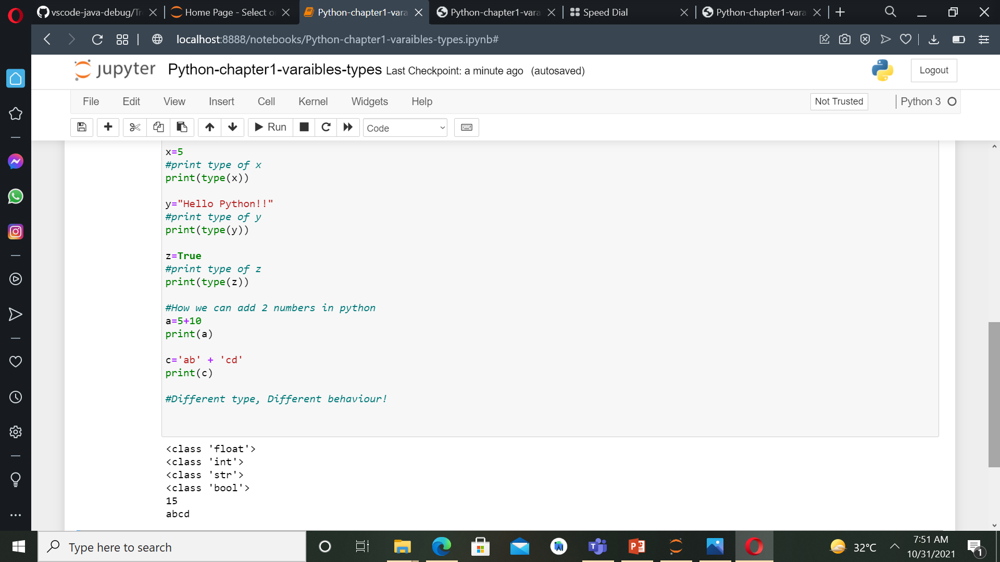 vscode-java-debug/Tr
Home Page - Select o
Python-chapter1-vara
Python-chapter1-vara
Speed Dial
Python-chapter1-vara
localhost:8888/notebooks/Python-chapter1-varaibles-types.ipynb#
jupyter Python-chapter1-varaibles-types Last Checkpoint: a minute ago (autosaved)
Logout
File Edit View Insert Cell Kernel Widgets Help
Not Trusted
Python 3
Run
Code
x=5
#print type of x
print(type(x))
y="Hello Python!!"
#print type of y
print(type(y))
z=True
#print type of z
print(type(z))
#How we can add 2 numbers in python
a=5+10
print(a)
c='ab' + 'cd'
print(c)
#Different type, Different behaviour!
<class 'float'>
<class 'int'>
<class 'str'>
<class 'bool'>
15
abcd
Type here to search
32°C
7:51 AM
10/31/2021
1